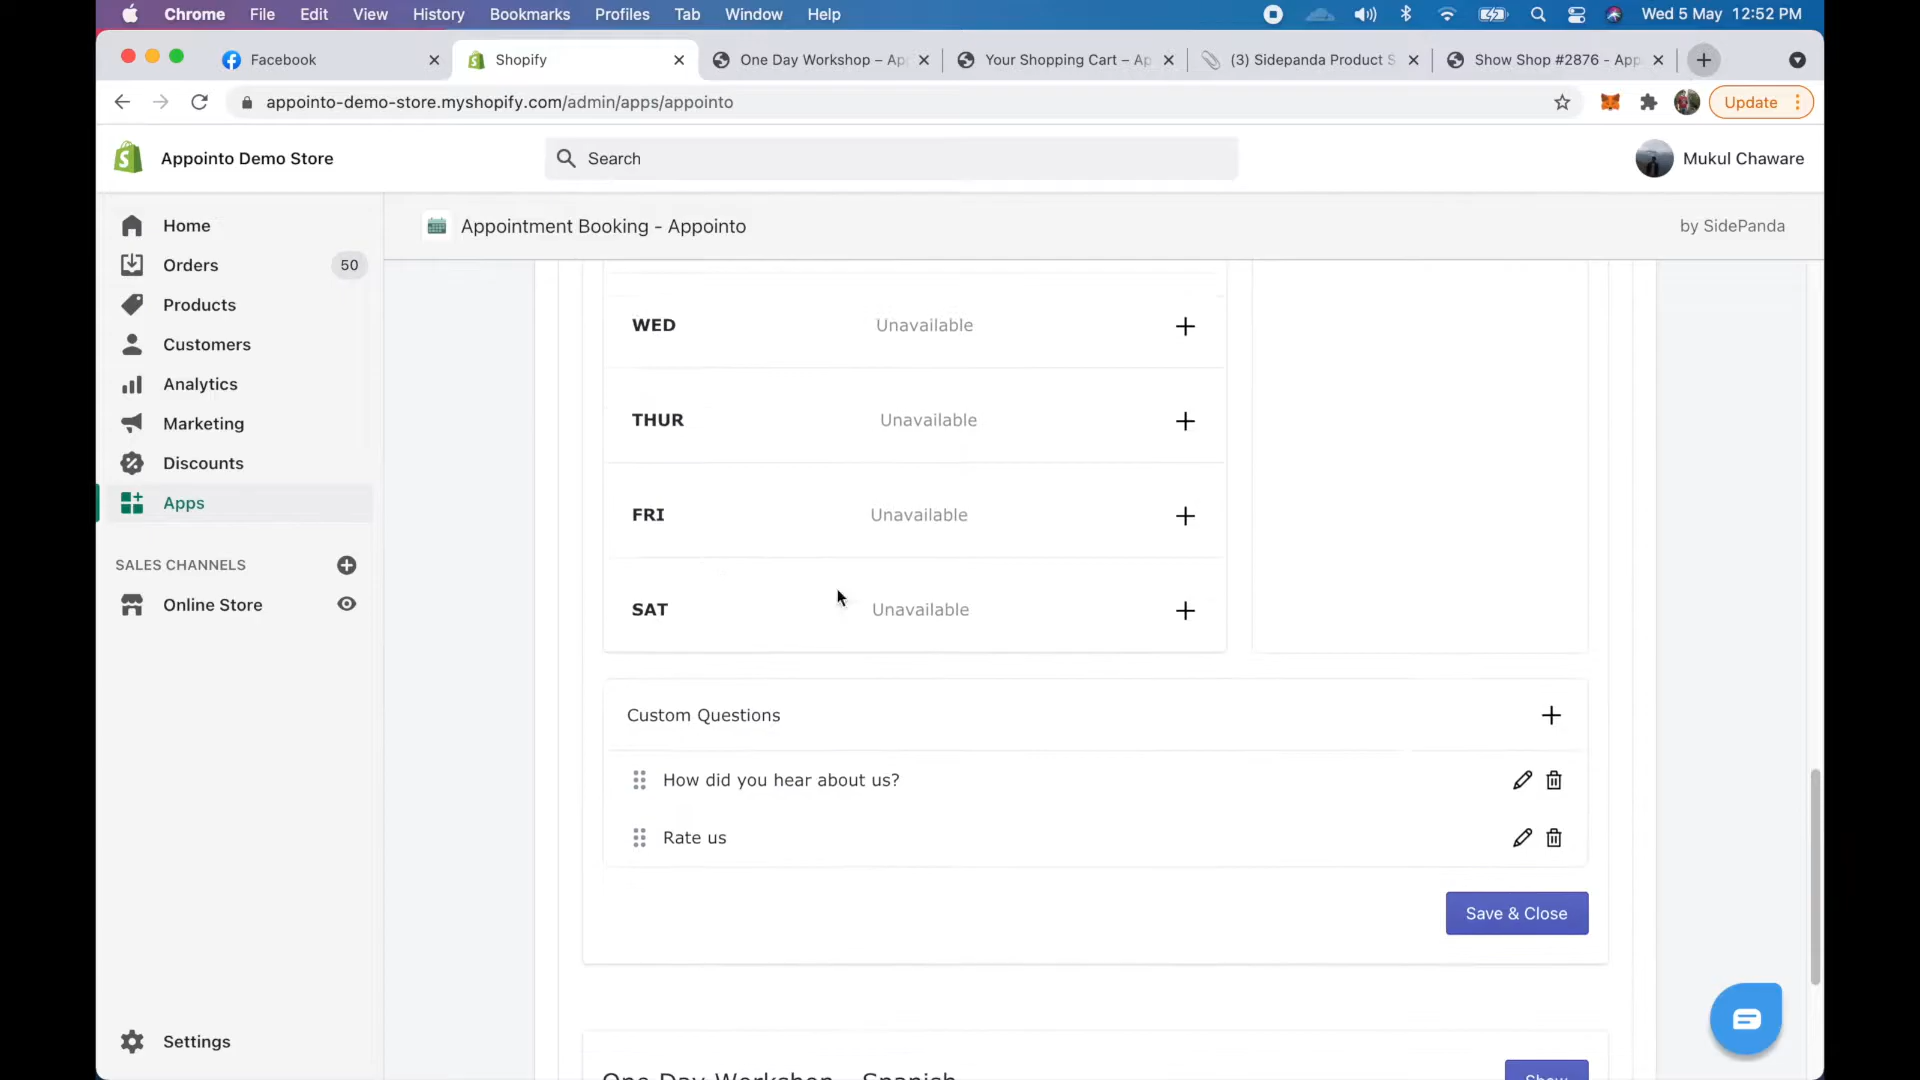 Chrome File Edit View History Bookmarks Profiles Tab Window Help Wed 5 May 12:52 PM
Facebook
Shopify
One Day Workshop – Ap
Your Shopping Cart – Ap
(3) Sidepanda Product S
Show Shop #2876 - App
appointo-demo-store.myshopify.com/admin/apps/appointo
Update
Appointo Demo Store
Search
Mukul Chaware
Home
Orders 50
Products
Customers
Analytics
Marketing
Discounts
Apps
SALES CHANNELS
Online Store
Settings
Appointment Booking - Appointo
by SidePanda
WED Unavailable
THUR Unavailable
FRI Unavailable
SAT Unavailable
Custom Questions
How did you hear about us?
Rate us
Save & Close
One Day Workshop - Spanish
Show